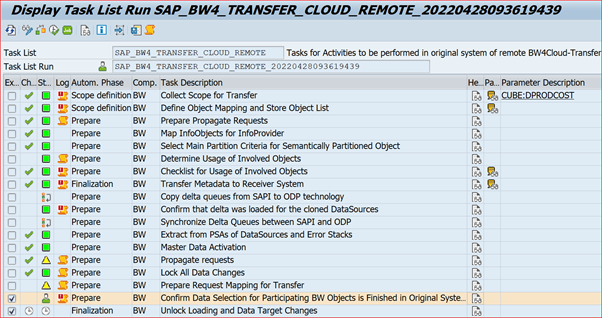 Display Task List Run SAP_BW4_TRANSFER_CLOUD_REMOTE_20220428093619439
Task List SAP_BW4_TRANSFER_CLOUD_REMOTE Tasks for Activities to be performed in original system of remote BW4Cloud-Transfer
Task List Run SAP_BW4_TRANSFER_CLOUD_REMOTE_20220428093619439
Ex... Ch... St... Log Autom. Phase Comp. Task Description He... Pa... Parameter Description
Scope definition BW Collect Scope for Transfer CUBE:DPRODCOST
Scope definition BW Define Object Mapping and Store Object List
Prepare BW Prepare Propagate Requests
Prepare BW Map InfoObjects for InfoProvider
Prepare BW Select Main Partition Criteria for Semantically Partitioned Object
Prepare BW Determine Usage of Involved Objects
Prepare BW Checklist for Usage of Involved Objects
Finalization BW Transfer Metadata to Receiver System
Prepare BW Copy delta queues from SAPI to ODP technology
Prepare BW Confirm that delta was loaded for the cloned DataSources
Prepare BW Synchronize Delta Queues between SAPI and ODP
Prepare BW Extract from PSAs of DataSources and Error Stacks
Prepare BW Master Data Activation
Prepare BW Propagate requests
Prepare BW Lock All Data Changes
Prepare BW Prepare Request Mapping for Transfer
Prepare BW Confirm Data Selection for Participating BW Objects is Finished in Original Syste...
Finalization BW Unlock Loading and Data Target Changes